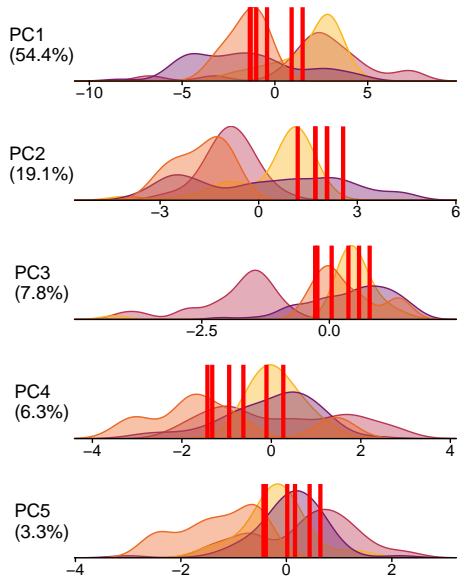 PC1
(54.4%)
−10 −5 0 5
PC2
(19.1%)
−3 0 3 6
PC3
(7.8%)
−2.5 0.0
PC4
(6.3%)
−4 −2 0 2 4
PC5
(3.3%)
−4 −2 0 2